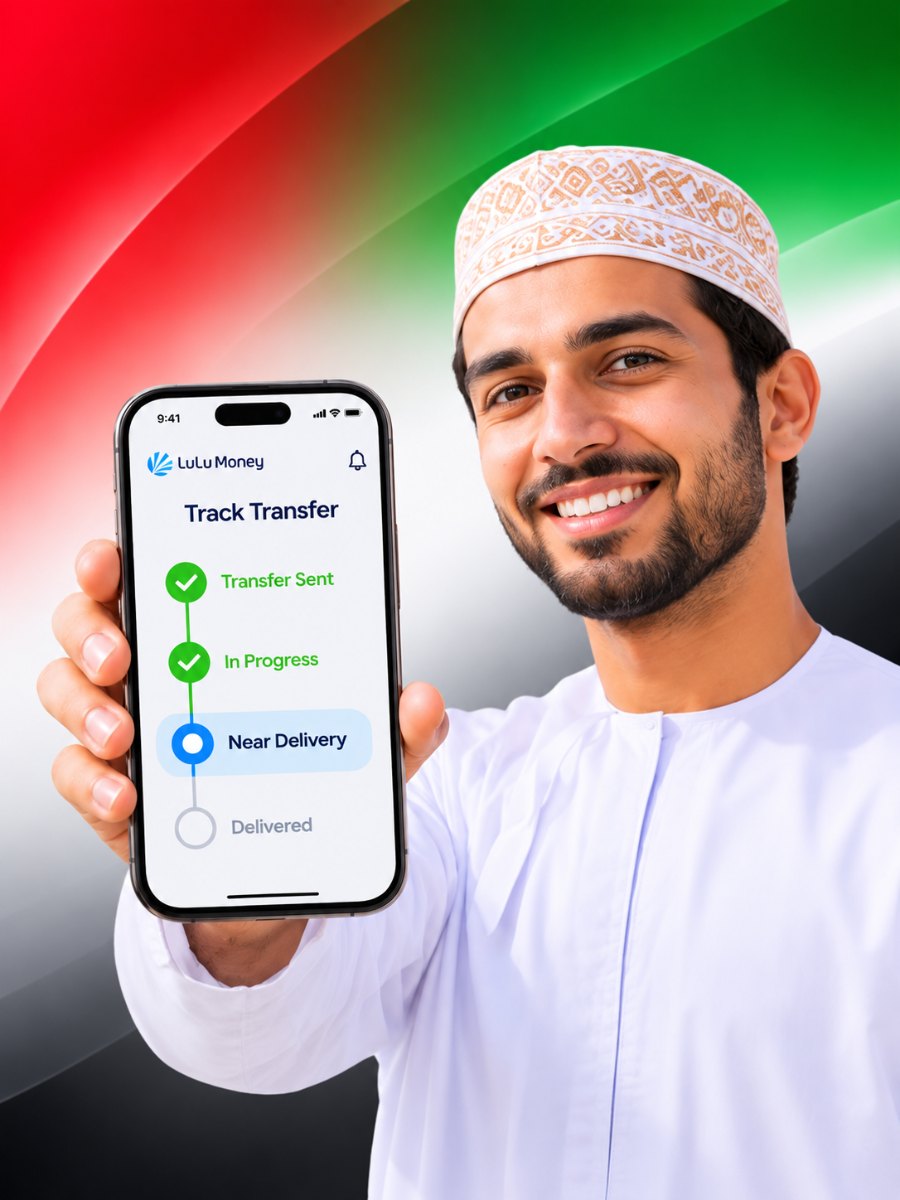 9:41
LuLu Money
Track Transfer
Transfer Sent
In Progress
Near Delivery
Delivered